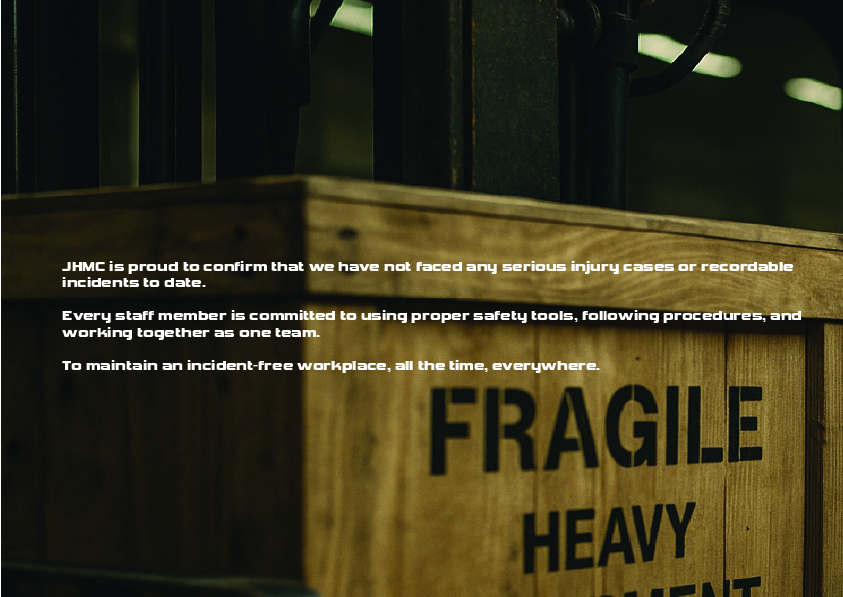 JHMC is proud to confirm that we have not faced any serious injury cases or recordable
incidents to date.
Every staff member is committed to using proper safety tools, following procedures, and
working together as one team.
To maintain an incident-free workplace, all the time, everywhere.
FRAGILE
HEAVY